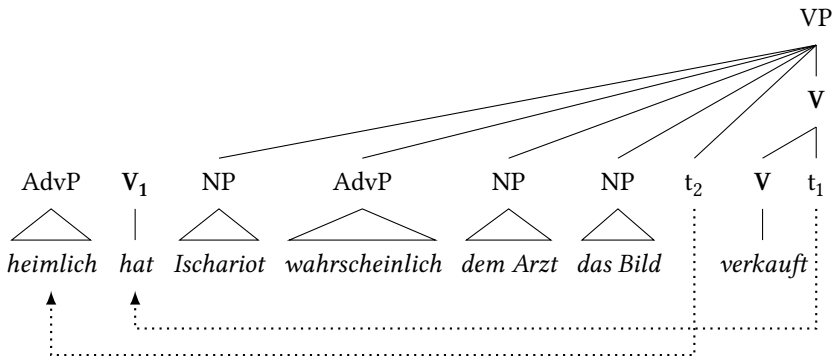 VP
V
AdvP V₁ NP AdvP NP NP t₂ V t₁
heimlich hat Ischariot wahrscheinlich dem Arzt das Bild verkauft